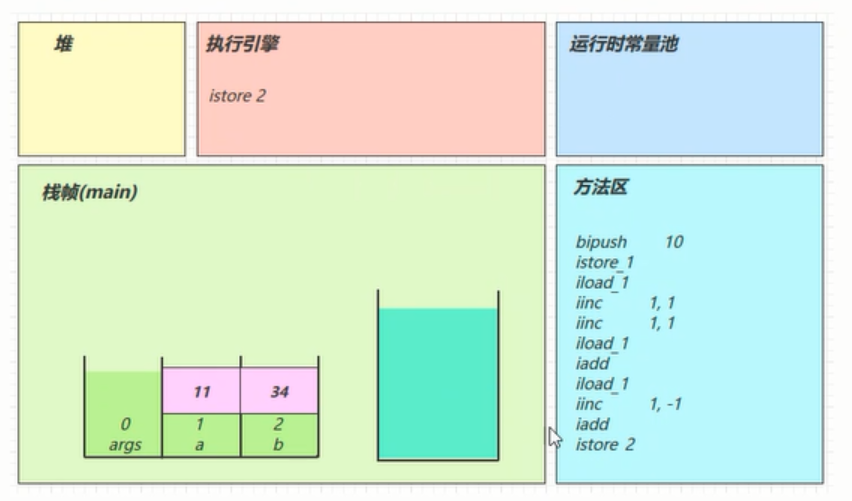 堆
执行引擎
istore 2
运行时常量池
栈帧(main)
11
34
0
args
1
a
2
b
方法区
bipush 10
istore_1
iload_1
iinc 1, 1
iinc 1, 1
iload_1
iadd
iload_1
iinc 1, -1
iadd
istore 2